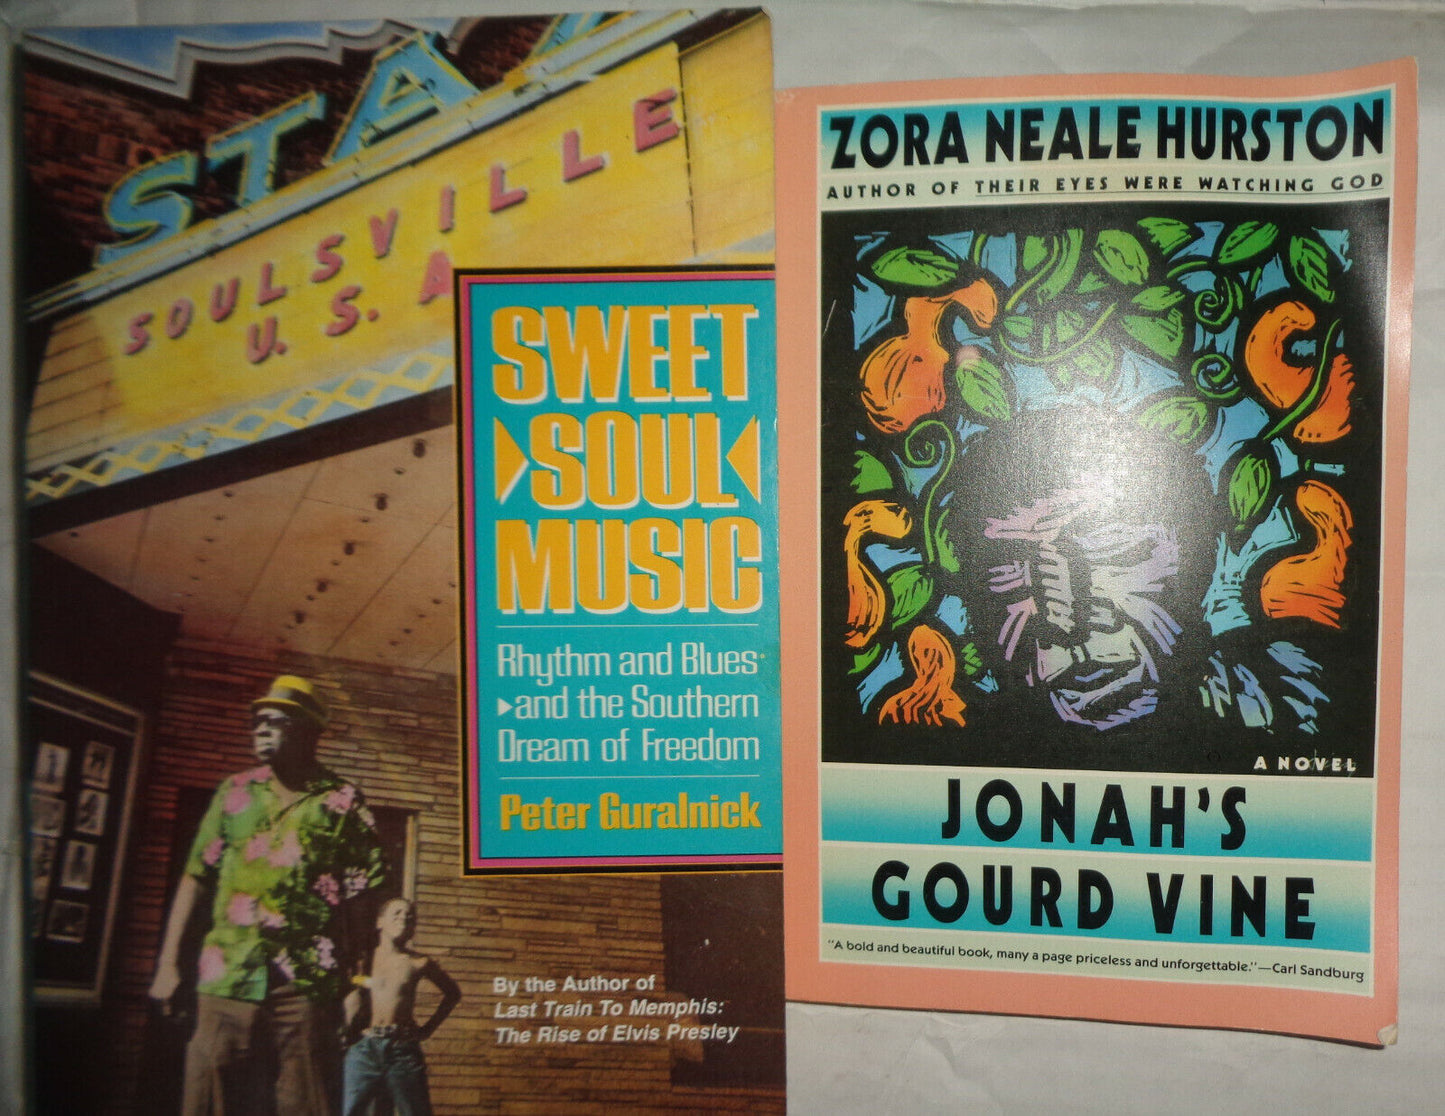 STA
SOULSVILLE
U. S. A
SWEET
SOUL
MUSIC
Rhythm and Blues
and the Southern
Dream of Freedom
Peter Guralnick
By the Author of
Last Train To Memphis:
The Rise of Elvis Presley
ZORA NEALE HURSTON
AUTHOR OF THEIR EYES WERE WATCHING GOD
A NOVEL
JONAH'S
GOURD VINE
"A bold and beautiful book, many a page priceless and unforgettable."—Carl Sandburg